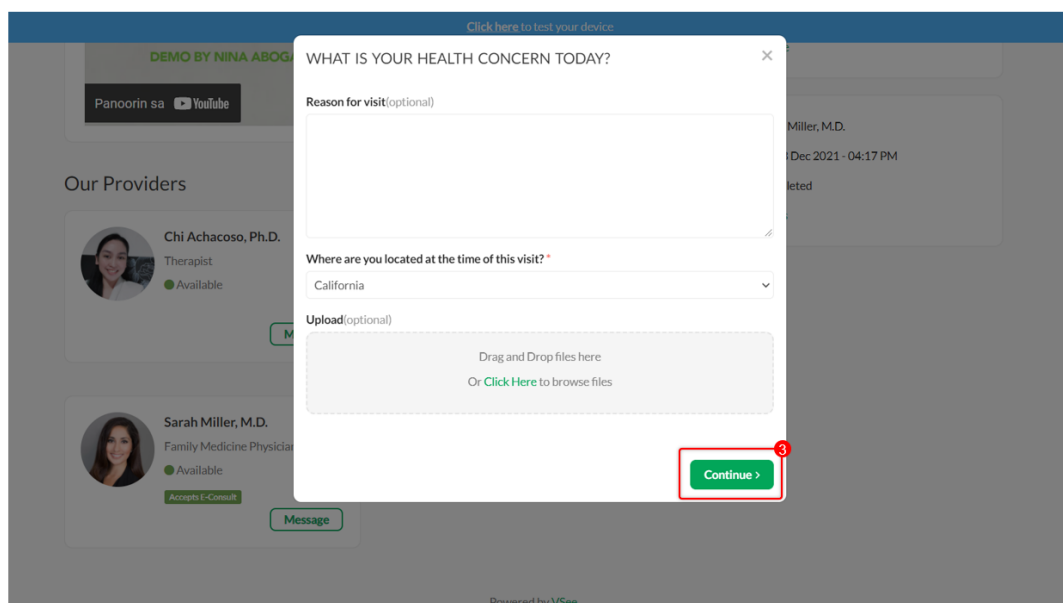 Click here to test your device
DEMO BY NINA ABOGA
Panoorin sa YouTube
Our Providers
Chi Achacoso, Ph.D.
Therapist
Available
M
Sarah Miller, M.D.
Family Medicine Physician
Available
Accepts E-Consult
Message
WHAT IS YOUR HEALTH CONCERN TODAY?
×
Reason for visit(optional)
Where are you located at the time of this visit? *
California
Upload(optional)
Drag and Drop files here
Or Click Here to browse files
3
Continue >
Miller, M.D.
Dec 2021 - 04:17 PM
leted
Powered by VSee